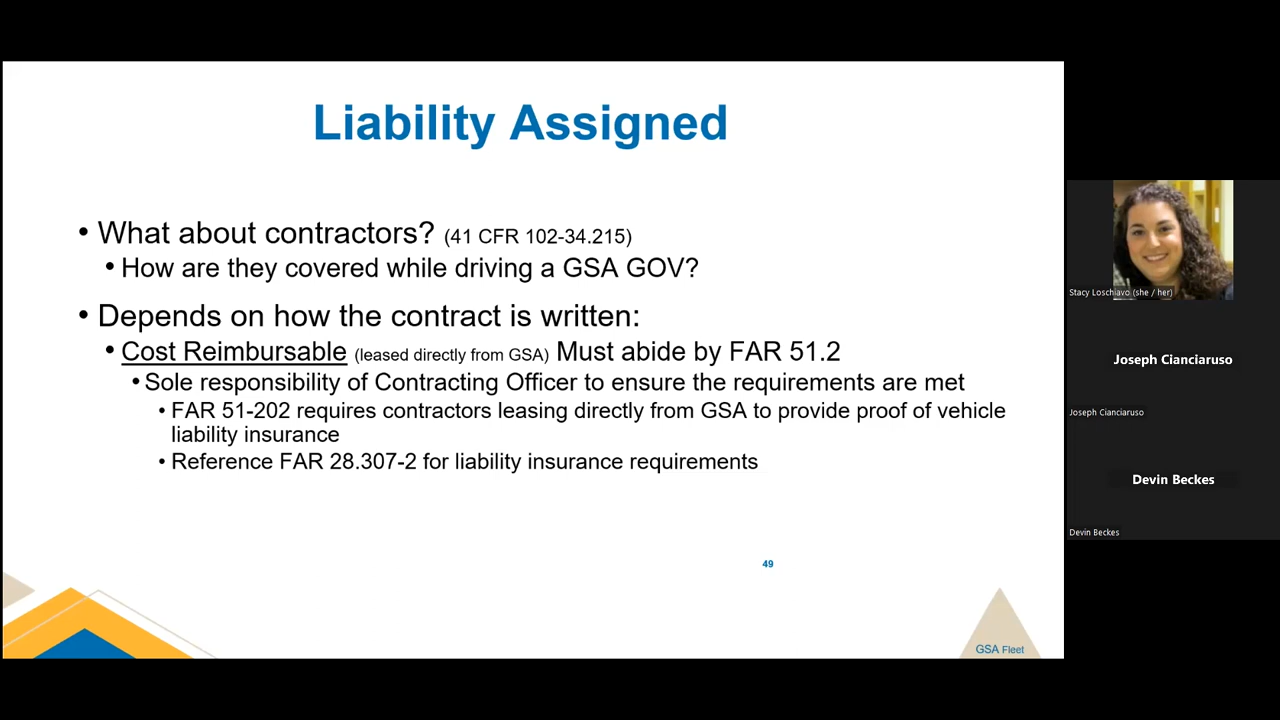 Liability Assigned
• What about contractors? (41 CFR 102-34.215)
• How are they covered while driving a GSA GOV?
• Depends on how the contract is written:
• Cost Reimbursable (leased directly from GSA) Must abide by FAR 51.2
• Sole responsibility of Contracting Officer to ensure the requirements are met
• FAR 51-202 requires contractors leasing directly from GSA to provide proof of vehicle
liability insurance
• Reference FAR 28.307-2 for liability insurance requirements
49
GSA Fleet
Stacy Loschiavo (she / her)
Joseph Cianciaruso
Joseph Cianciaruso
Devin Beckes
Devin Beckes